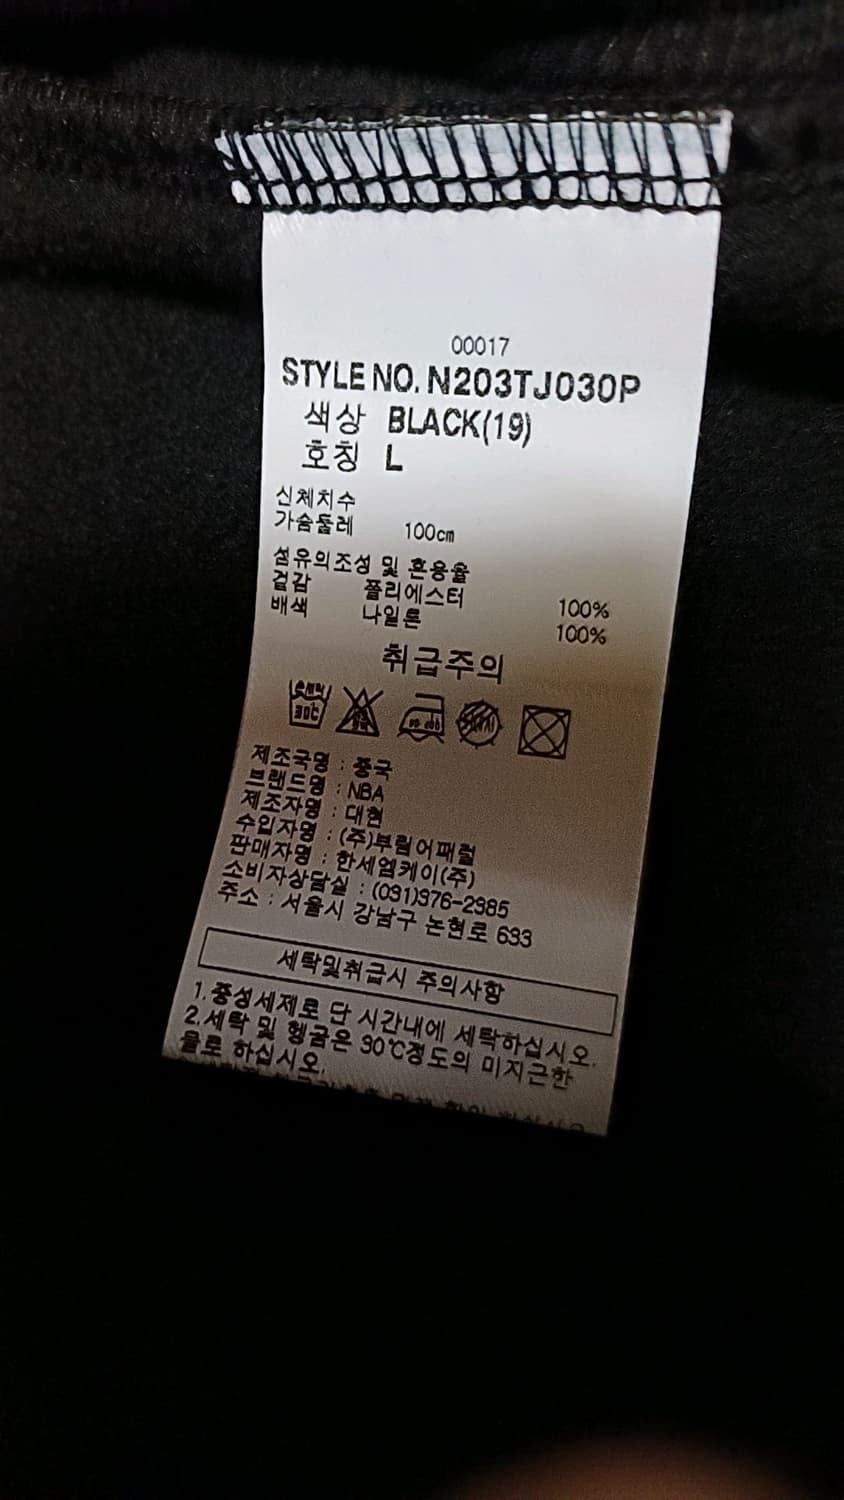 00017
STYLE NO. N203TJ030P
색상 BLACK(19)
호칭 L
신체치수
가슴둘레 100cm
섬유의조성 및 혼용율
겉감 폴리에스터 100%
배색 나일론 100%
취급주의
제조국명 : 중국
브랜드명 : NBA
제조자명 : 대현
수입자명 : (주)부림어패럴
판매자명 : 한세엠케이(주)
소비자상담실 : (031)376-2385
주소 : 서울시 강남구 논현로 633
세탁및취급시 주의사항
1.중성세제로 단 시간내에 세탁하십시오.
2.세탁 및 헹굼은 30℃정도의 미지근한
물로 하십시오.